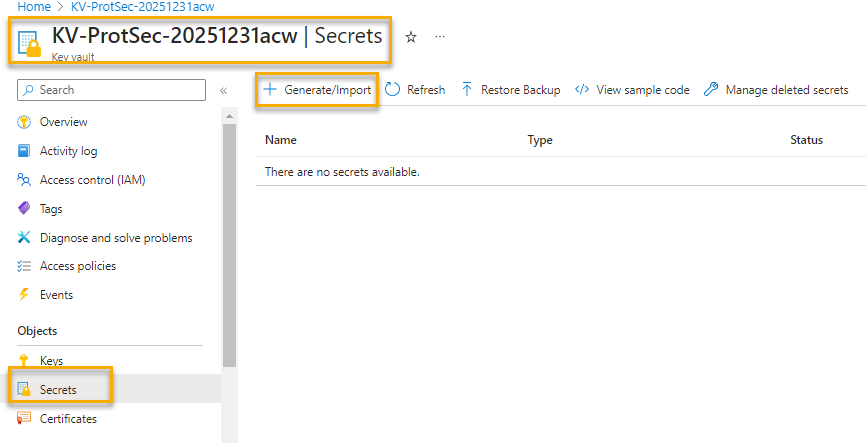 Home > KV-ProtSec-20251231acw
KV-ProtSec-20251231acw | Secrets ☆ ...
Key vault
Search «
+ Generate/Import Refresh Restore Backup </> View sample code Manage deleted secrets
Overview
Activity log
Access control (IAM)
Tags
Diagnose and solve problems
Access policies
Events
Objects
Keys
Secrets
Certificates
Name Type Status
There are no secrets available.